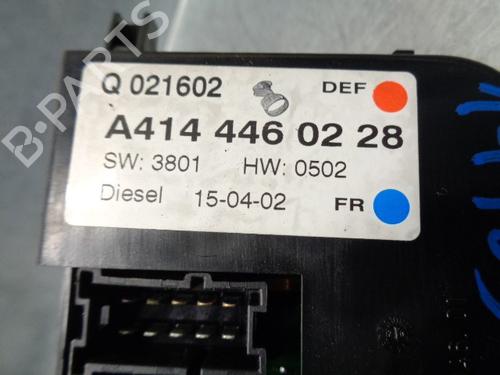 Q 021602
DEF
A414 446 02 28
SW: 3801 HW: 0502
Diesel 15-04-02 FR
B-PARTS